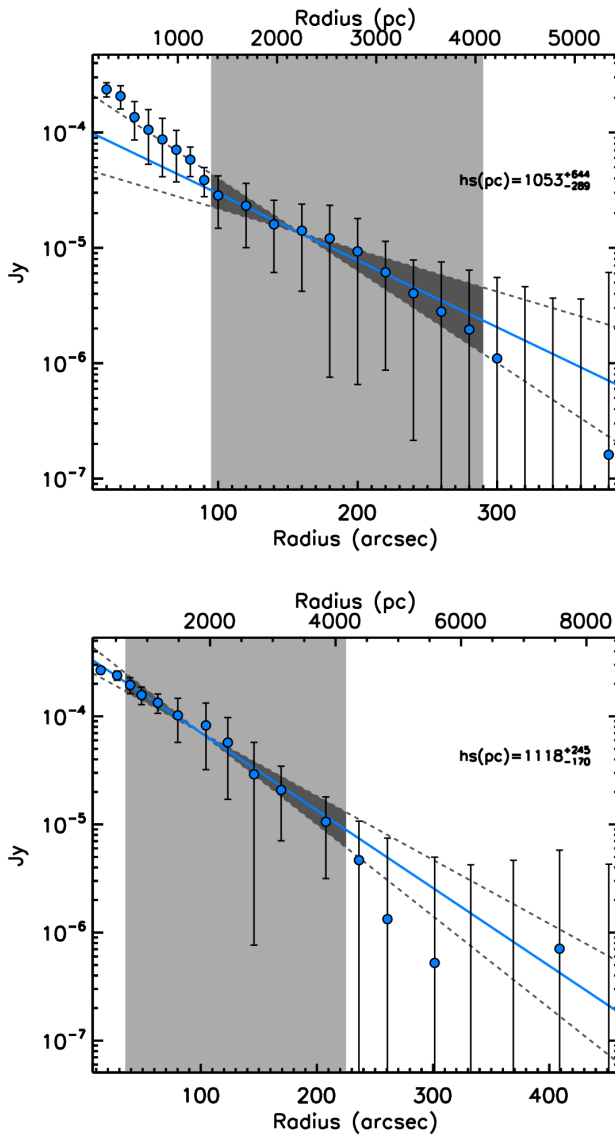 Radius (pc)
1000 2000 3000 4000 5000
10⁻⁴
hs(pc)=1053⁺⁶⁴⁴₋₂₈₉
10⁻⁵
Jy
10⁻⁶
10⁻⁷
100 200 300
Radius (arcsec)
Radius (pc)
2000 4000 6000 8000
10⁻⁴
hs(pc)=1118⁺²⁴⁵₋₁₇₀
Jy
10⁻⁵
10⁻⁶
10⁻⁷
100 200 300 400
Radius (arcsec)